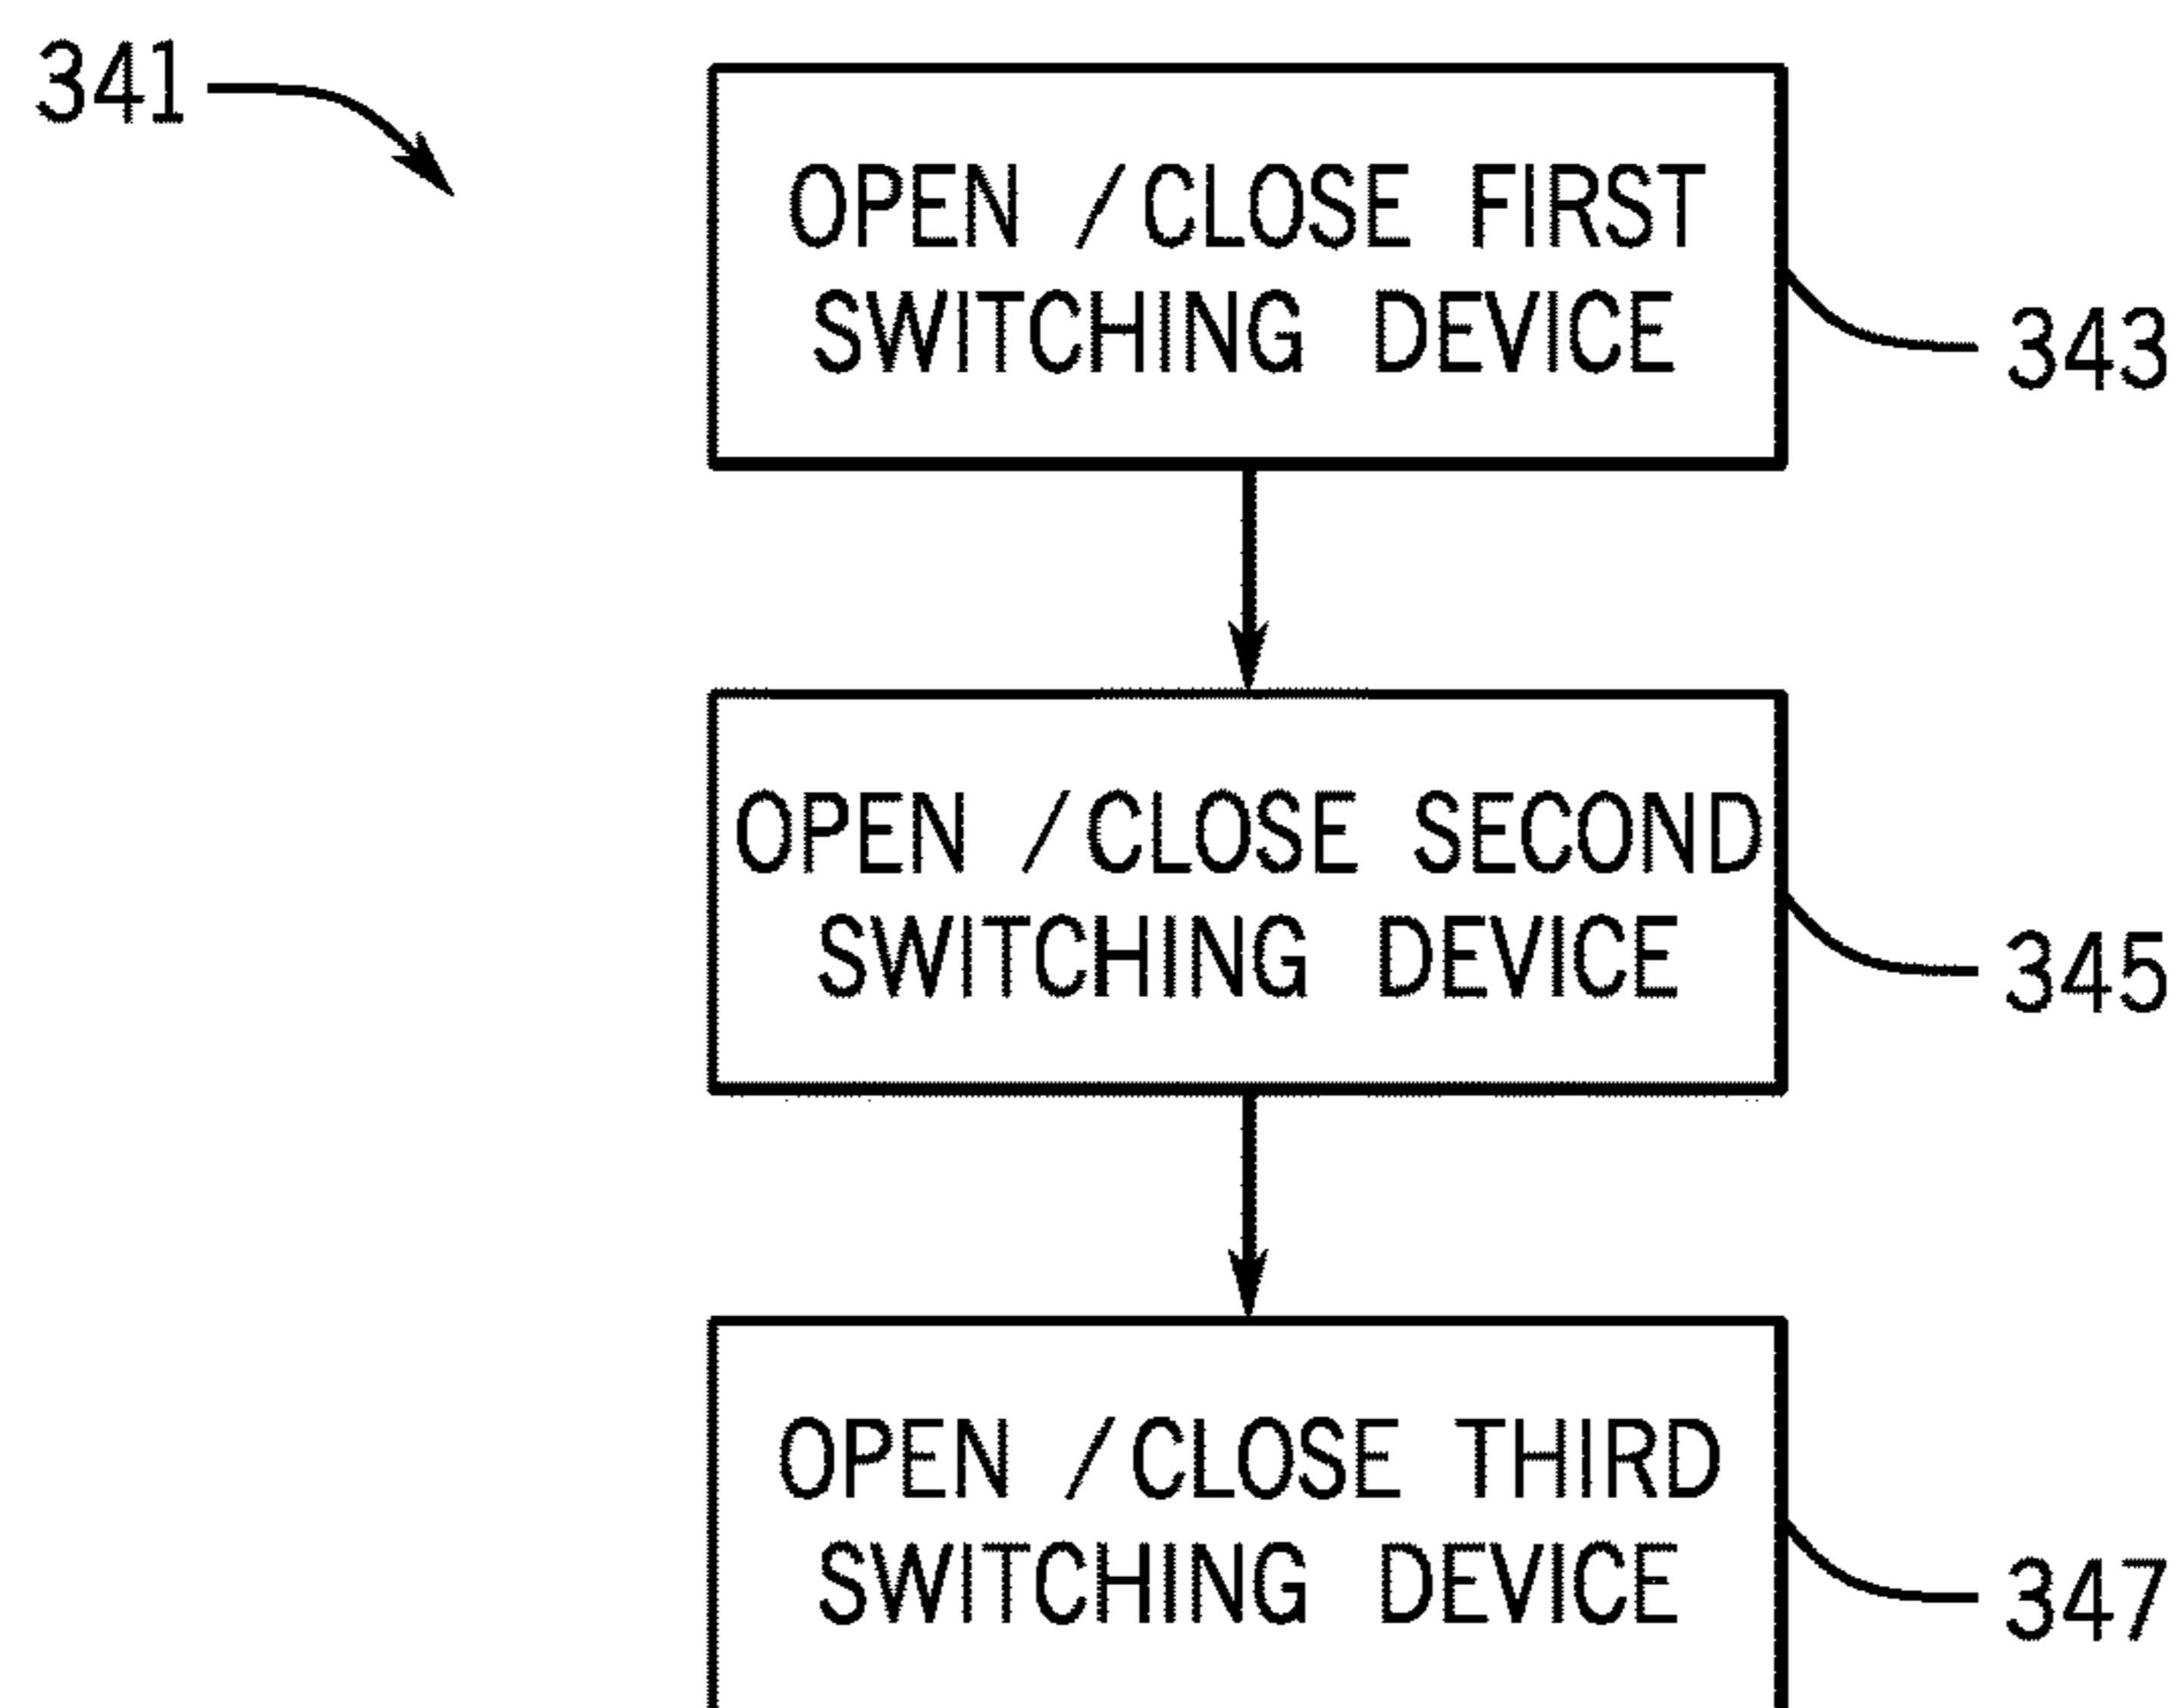 341
OPEN /CLOSE FIRST
SWITCHING DEVICE
343
OPEN /CLOSE SECOND
SWITCHING DEVICE
345
OPEN /CLOSE THIRD
SWITCHING DEVICE
347